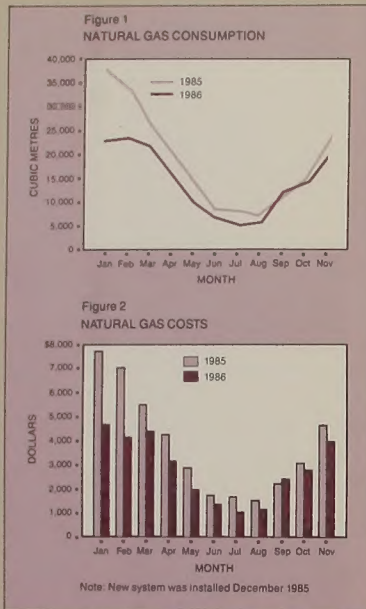 Figure 1
NATURAL GAS CONSUMPTION
40,000
35,000
25,000
20,000
15,000
10,000
5,000
0
CUBIC METRES
1985
1986
Jan Feb Mar Apr May Jun Jul Aug Sep Oct Nov
MONTH
Figure 2
NATURAL GAS COSTS
$8,000
6,000
5,000
4,000
3,000
2,000
1,000
0
DOLLARS
1985
1986
Jan Feb Mar Apr May Jun Jul Aug Sep Oct Nov
MONTH
Note: New system was installed December 1985